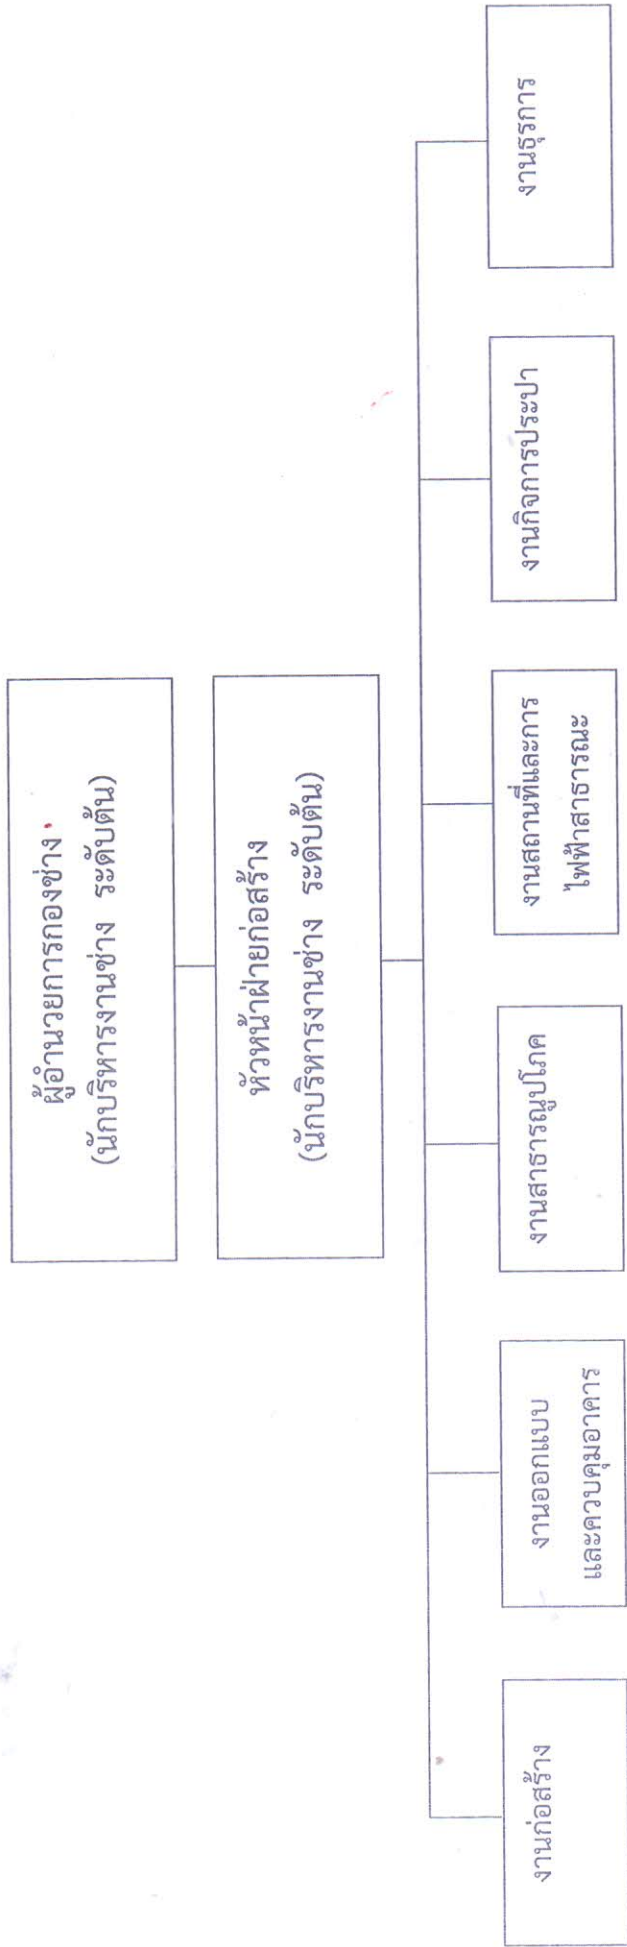 ผู้อำนวยการกองช่าง
(นักบริหารงานช่าง ระดับต้น)
หัวหน้าฝ่ายก่อสร้าง
(นักบริหารงานช่าง ระดับต้น)
งานก่อสร้าง
งานออกแบบ
และควบคุมอาคาร
งานสาธารณูปโภค
งานสถานที่และการ
ไฟฟ้าสาธารณะ
งานกิจการประปา
งานธุรการ